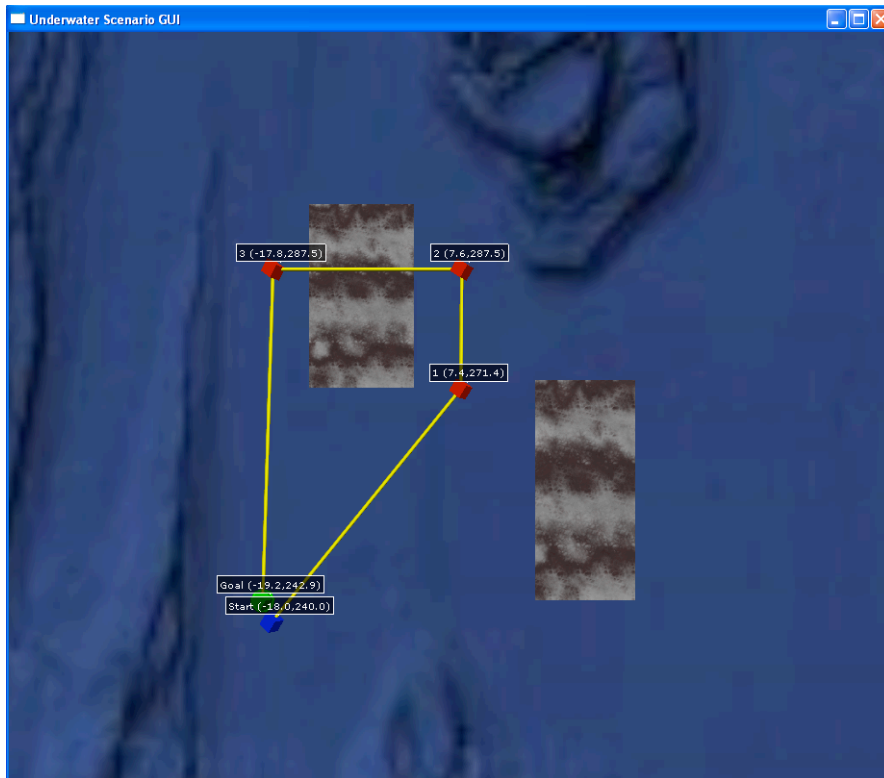 Underwater Scenario GUI
3 (-17.8,287.5)
2 (7.6,287.5)
1 (7.4,271.4)
Goal (-19.2,242.9)
Start (-18.0,240.0)